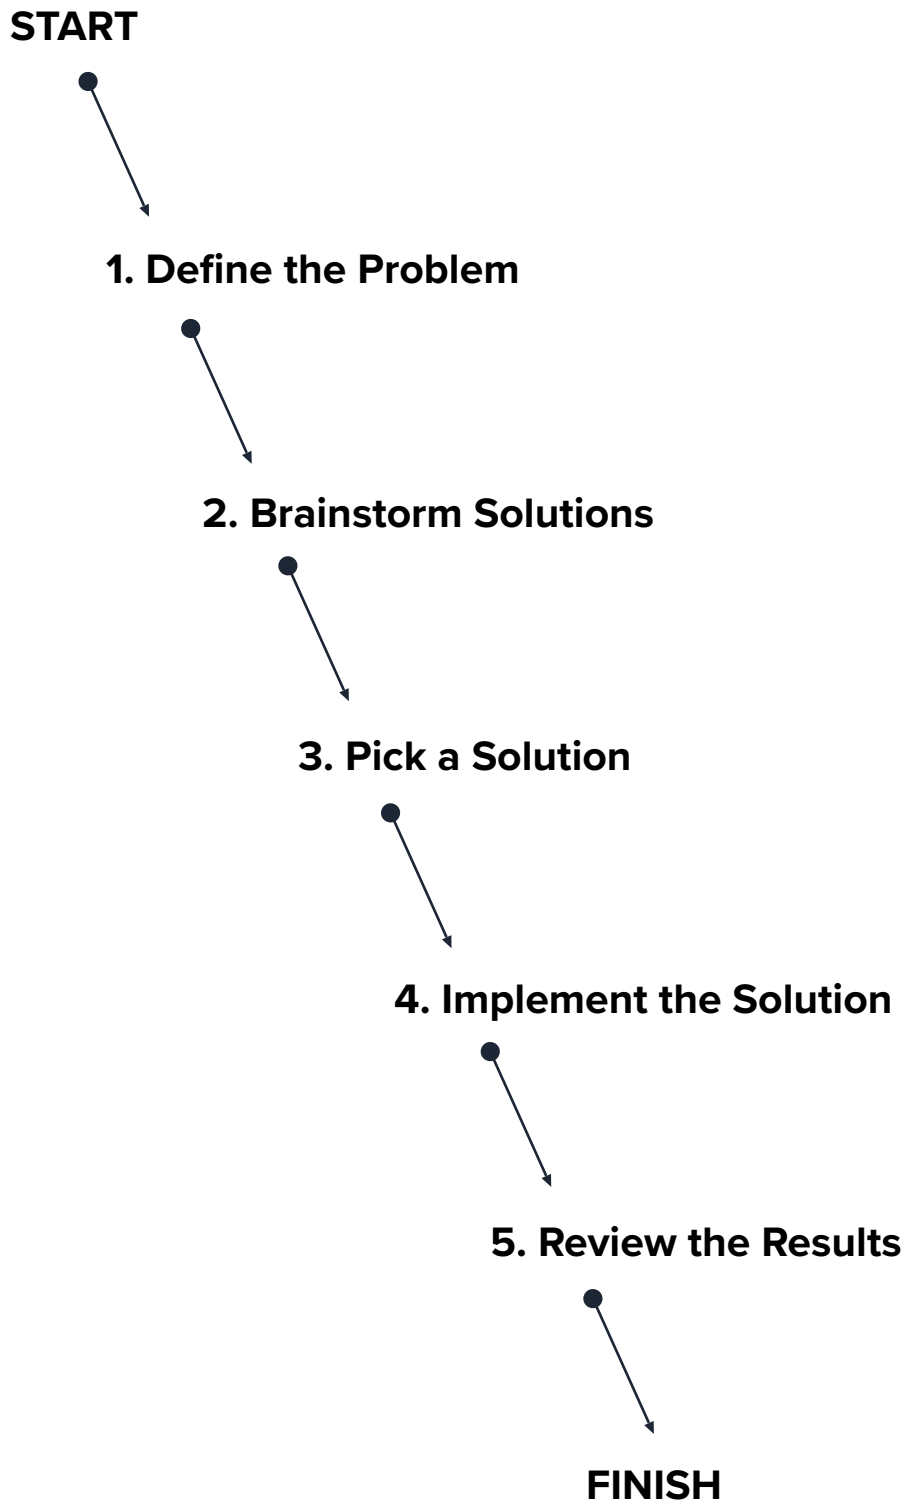 START
1. Define the Problem
2. Brainstorm Solutions
3. Pick a Solution
4. Implement the Solution
5. Review the Results
FINISH